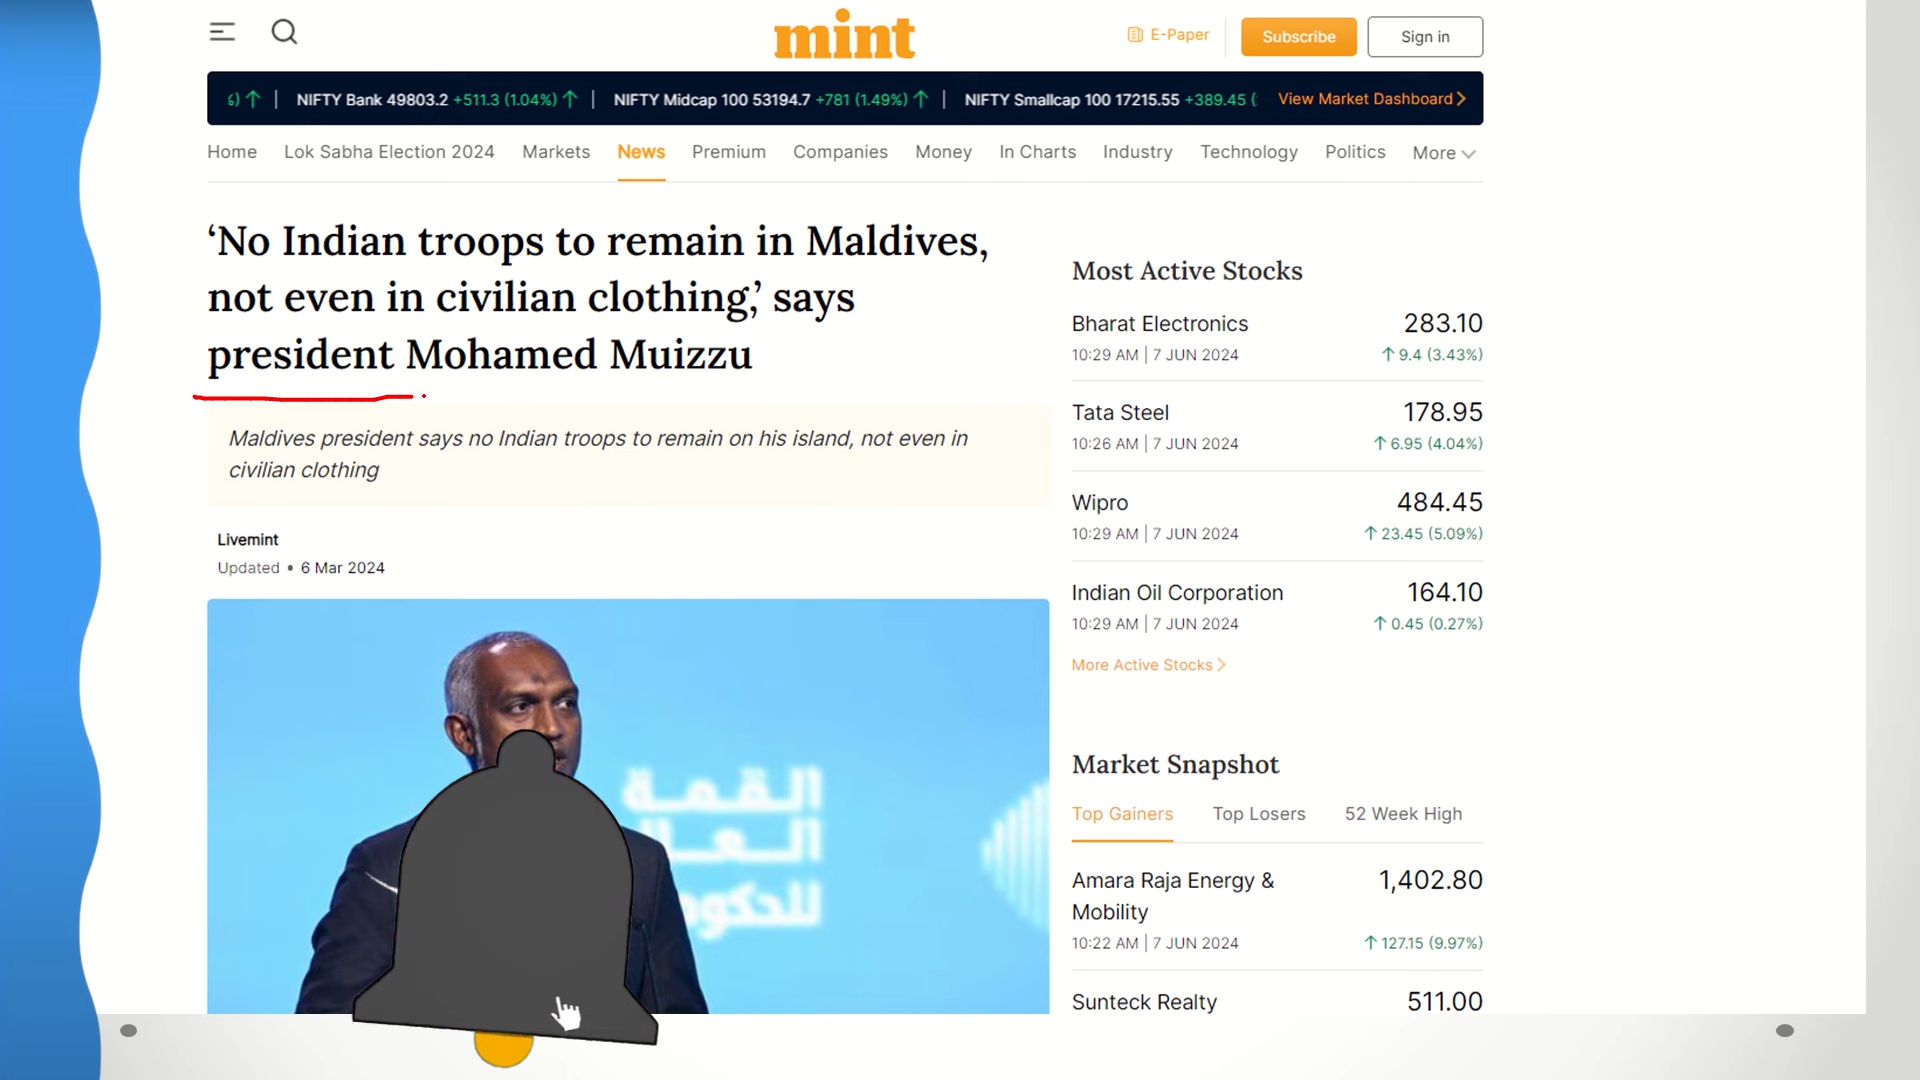 mint
E-Paper
Subscribe
Sign in
6) ↑ | NIFTY Bank 49803.2 +511.3 (1.04%) ↑ | NIFTY Midcap 100 53194.7 +781 (1.49%) ↑ | NIFTY Smallcap 100 17215.55 +389.45 (
View Market Dashboard
Home Lok Sabha Election 2024 Markets News Premium Companies Money In Charts Industry Technology Politics More
‘No Indian troops to remain in Maldives,
not even in civilian clothing,’ says
president Mohamed Muizzu
Maldives president says no Indian troops to remain on his island, not even in
civilian clothing
Livemint
Updated • 6 Mar 2024
القمة
للحكو
Most Active Stocks
Bharat Electronics 283.10
10:29 AM | 7 JUN 2024 ↑ 9.4 (3.43%)
Tata Steel 178.95
10:26 AM | 7 JUN 2024 ↑ 6.95 (4.04%)
Wipro 484.45
10:29 AM | 7 JUN 2024 ↑ 23.45 (5.09%)
Indian Oil Corporation 164.10
10:29 AM | 7 JUN 2024 ↑ 0.45 (0.27%)
More Active Stocks
Market Snapshot
Top Gainers Top Losers 52 Week High
Amara Raja Energy & 1,402.80
Mobility
10:22 AM | 7 JUN 2024 ↑ 127.15 (9.97%)
Sunteck Realty 511.00